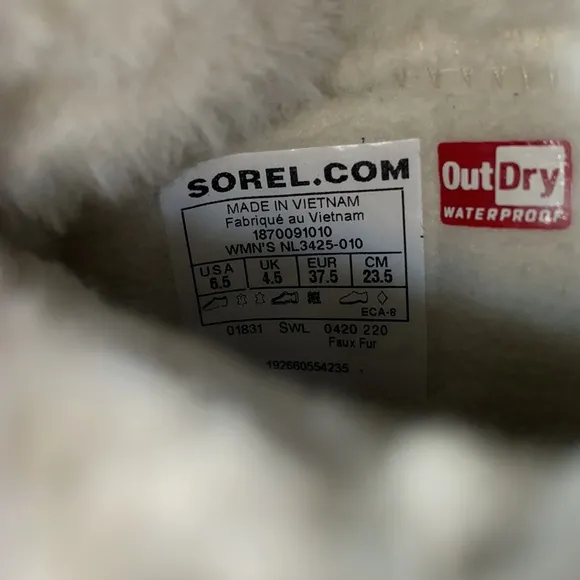 SOREL.COM
MADE IN VIETNAM
Fabriqué au Vietnam
1870091010
WMN'S NL3425-010
USA UK EUR CM
6.5 4.5 37.5 23.5
ECA-8
01831 SWL 0420 220
Faux Fur
192660554235
OutDry
WATERPROOF